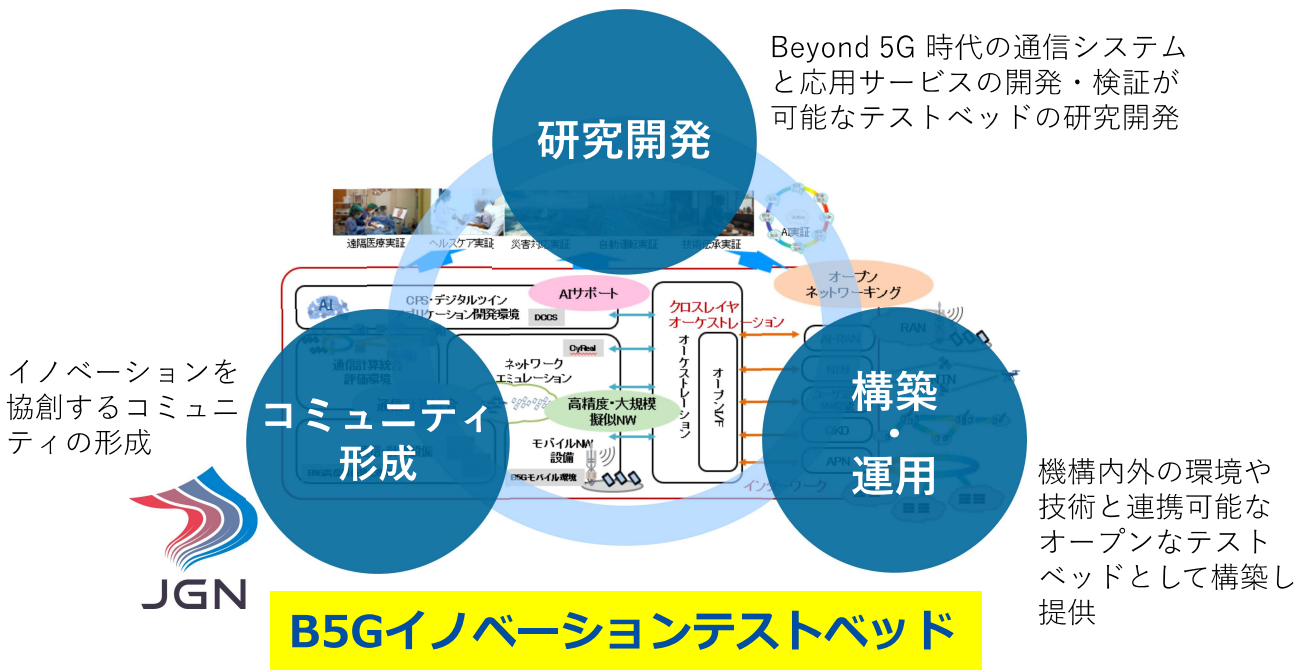 Beyond 5G 時代の通信システム
と応用サービスの開発・検証が
可能なテストベッドの研究開発
研究開発
遠隔医療実証
ヘルスケア実証
災害対応実証
自動運転実証
技術伝承実証
AI実証
オープン
ネットワーキング
AIサポート
AI
CPS・デジタルツイン
アプリケーション開発環境
DCCS
クロスレイヤ
オーケストレーション
オーケストレーション
オープンI/F
AI-RAN
RAN
NTN
QKD
APN
インターワーク
通信計算統合
評価環境
CyReal
ネットワーク
エミュレーション
高精度・大規模
擬似NW
モバイルNW
設備
B5Gモバイル環境
イノベーションを
協創するコミュニ
ティの形成
コミュニティ
形成
構築
・
運用
機構内外の環境や
技術と連携可能な
オープンなテスト
ベッドとして構築し
提供
JGN
B5Gイノベーションテストベッド